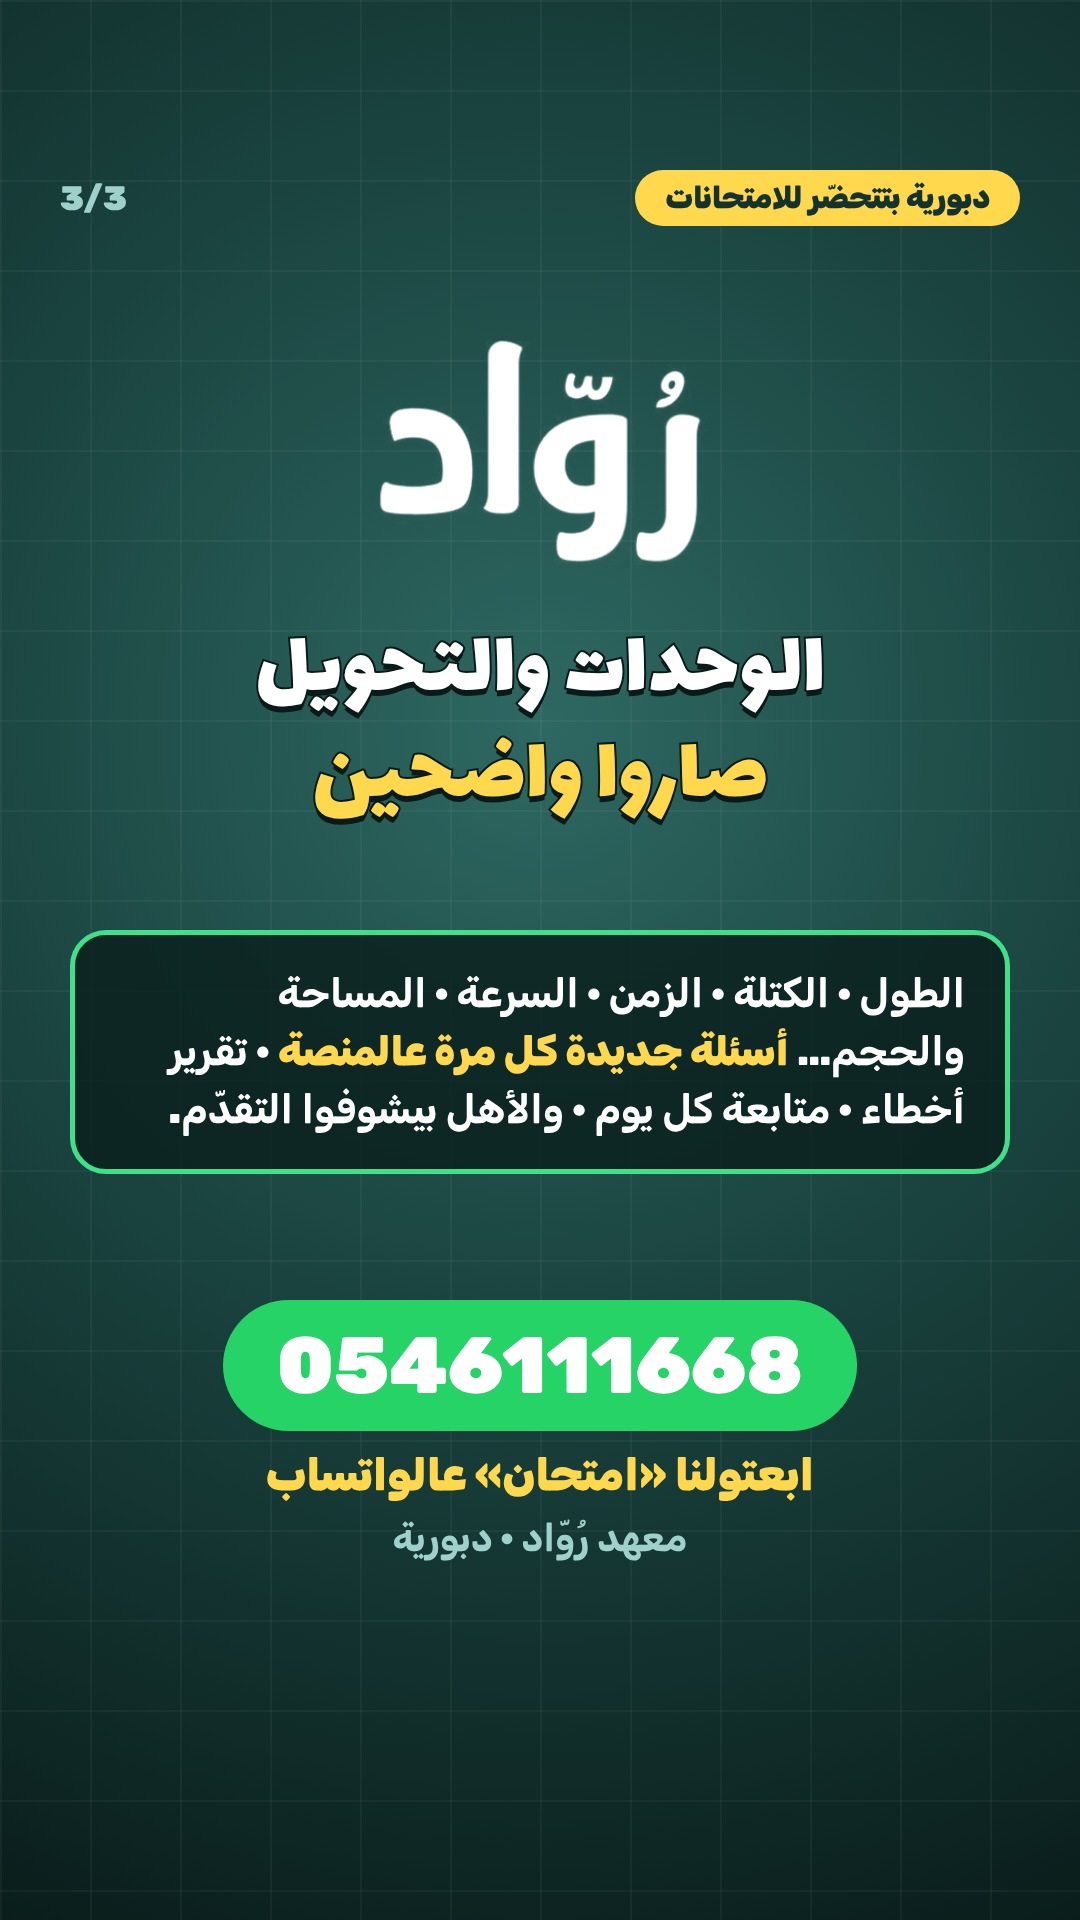 دبورية بتتحضّر للامتحانات
3/3
رُوّاد
الوحدات والتحويل
صاروا واضحين
الطول • الكتلة • الزمن • السرعة • المساحة
والحجم... أسئلة جديدة كل مرة عالمنصة • تقرير
أخطاء • متابعة كل يوم • والأهل بيشوفوا التقدّم.
0546111668
ابعتولنا «امتحان» عالواتساب
معهد رُوّاد • دبورية